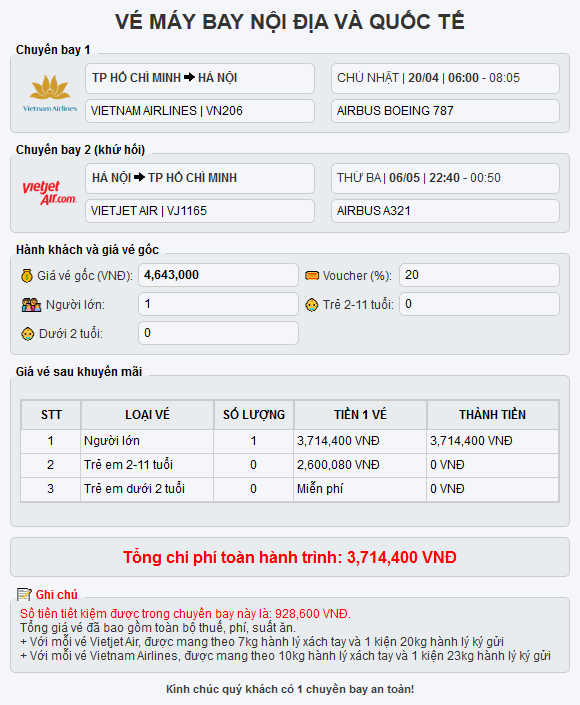 VÉ MÁY BAY NỘI ĐỊA VÀ QUỐC TẾ
Chuyến bay 1
Vietnam Airlines
TP HỒ CHÍ MINH ➡ HÀ NỘI
CHỦ NHẬT | 20/04 | 06:00 - 08:05
VIETNAM AIRLINES | VN206
AIRBUS BOEING 787
Chuyến bay 2 (khứ hồi)
vietjet Air.com
HÀ NỘI ➡ TP HỒ CHÍ MINH
THỨ BA | 06/05 | 22:40 - 00:50
VIETJET AIR | VJ1165
AIRBUS A321
Hành khách và giá vé gốc
Giá vé gốc (VNĐ): 4,643,000
Voucher (%): 20
Người lớn: 1
Trẻ 2-11 tuổi: 0
Dưới 2 tuổi: 0
Giá vé sau khuyến mãi
STT LOẠI VÉ SỐ LƯỢNG TIỀN 1 VÉ THÀNH TIỀN
1 Người lớn 1 3,714,400 VNĐ 3,714,400 VNĐ
2 Trẻ em 2-11 tuổi 0 2,600,080 VNĐ 0 VNĐ
3 Trẻ em dưới 2 tuổi 0 Miễn phí 0 VNĐ
Tổng chi phí toàn hành trình: 3,714,400 VNĐ
Ghi chú
Số tiền tiết kiệm được trong chuyến bay này là: 928,600 VNĐ.
Tổng giá vé đã bao gồm toàn bộ thuế, phí, suất ăn.
+ Với mỗi vé Vietjet Air, được mang theo 7kg hành lý xách tay và 1 kiện 20kg hành lý ký gửi
+ Với mỗi vé Vietnam Airlines, được mang theo 10kg hành lý xách tay và 1 kiện 23kg hành lý ký gửi
Kính chúc quý khách có 1 chuyến bay an toàn!